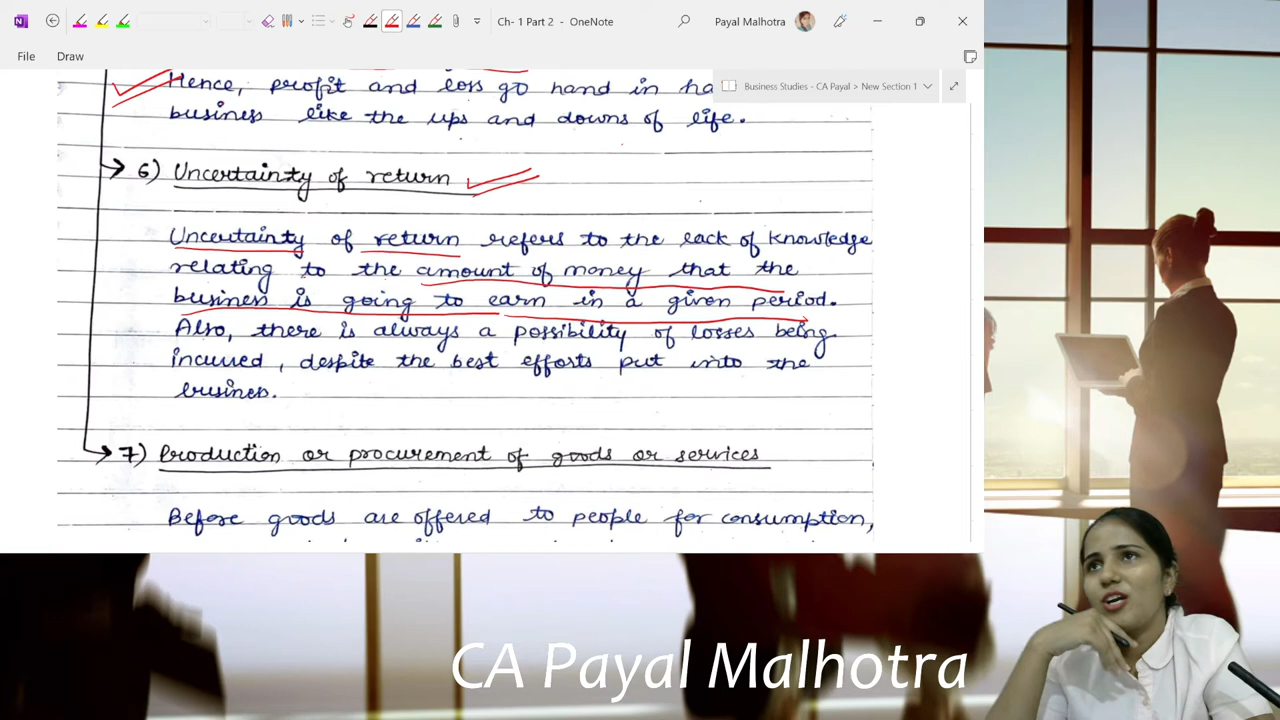 Ch- 1 Part 2 - OneNote
Payal Malhotra
File Draw
Business Studies - CA Payal > New Section 1
Hence, profit and loss go hand in ha
business like the ups and downs of life.
6) Uncertainty of return
Uncertainty of return refers to the lack of knowledge
relating to the amount of money that the
business is going to earn in a given period.
Also, there is always a possibility of losses being
incurred, despite the best efforts put into the
business.
7) Production or procurement of goods or services
Before goods are offered to people for consumption,
CA Payal Malhotra